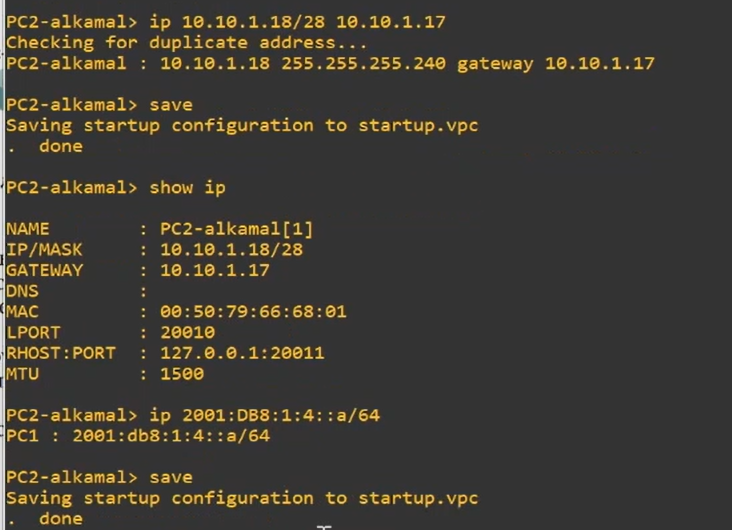 PC2-alkamal> ip 10.10.1.18/28 10.10.1.17
Checking for duplicate address...
PC2-alkamal : 10.10.1.18 255.255.255.240 gateway 10.10.1.17
PC2-alkamal> save
Saving startup configuration to startup.vpc
.  done
PC2-alkamal> show ip
NAME        : PC2-alkamal[1]
IP/MASK     : 10.10.1.18/28
GATEWAY     : 10.10.1.17
DNS         :
MAC         : 00:50:79:66:68:01
LPORT       : 20010
RHOST:PORT  : 127.0.0.1:20011
MTU         : 1500
PC2-alkamal> ip 2001:DB8:1:4::a/64
PC1 : 2001:db8:1:4::a/64
PC2-alkamal> save
Saving startup configuration to startup.vpc
.  done